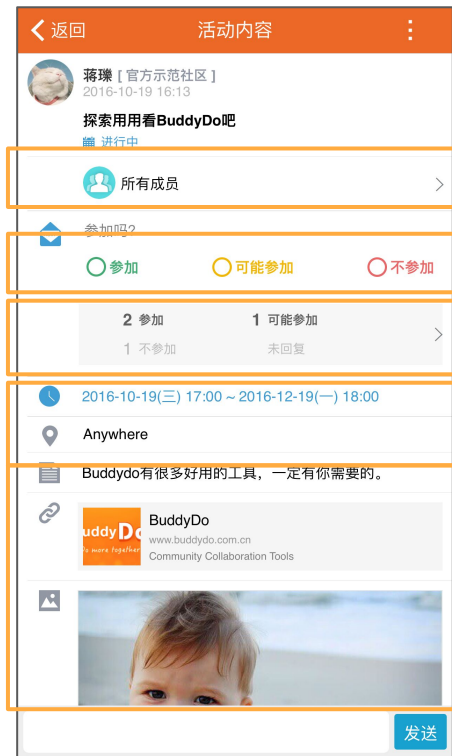 返回
活动内容
蒋瓅 [ 官方示范社区 ]
2016-10-19 16:13
探索用用看BuddyDo吧
进行中
所有成员
参加吗?
参加
可能参加
不参加
2 参加
1 可能参加
1 不参加
未回复
2016-10-19(三) 17:00 ~ 2016-12-19(一) 18:00
Anywhere
Buddydo有很多好用的工具，一定有你需要的。
BuddyDo
uddyDo
www.buddydo.com.cn
Do more together
Community Collaboration Tools
发送